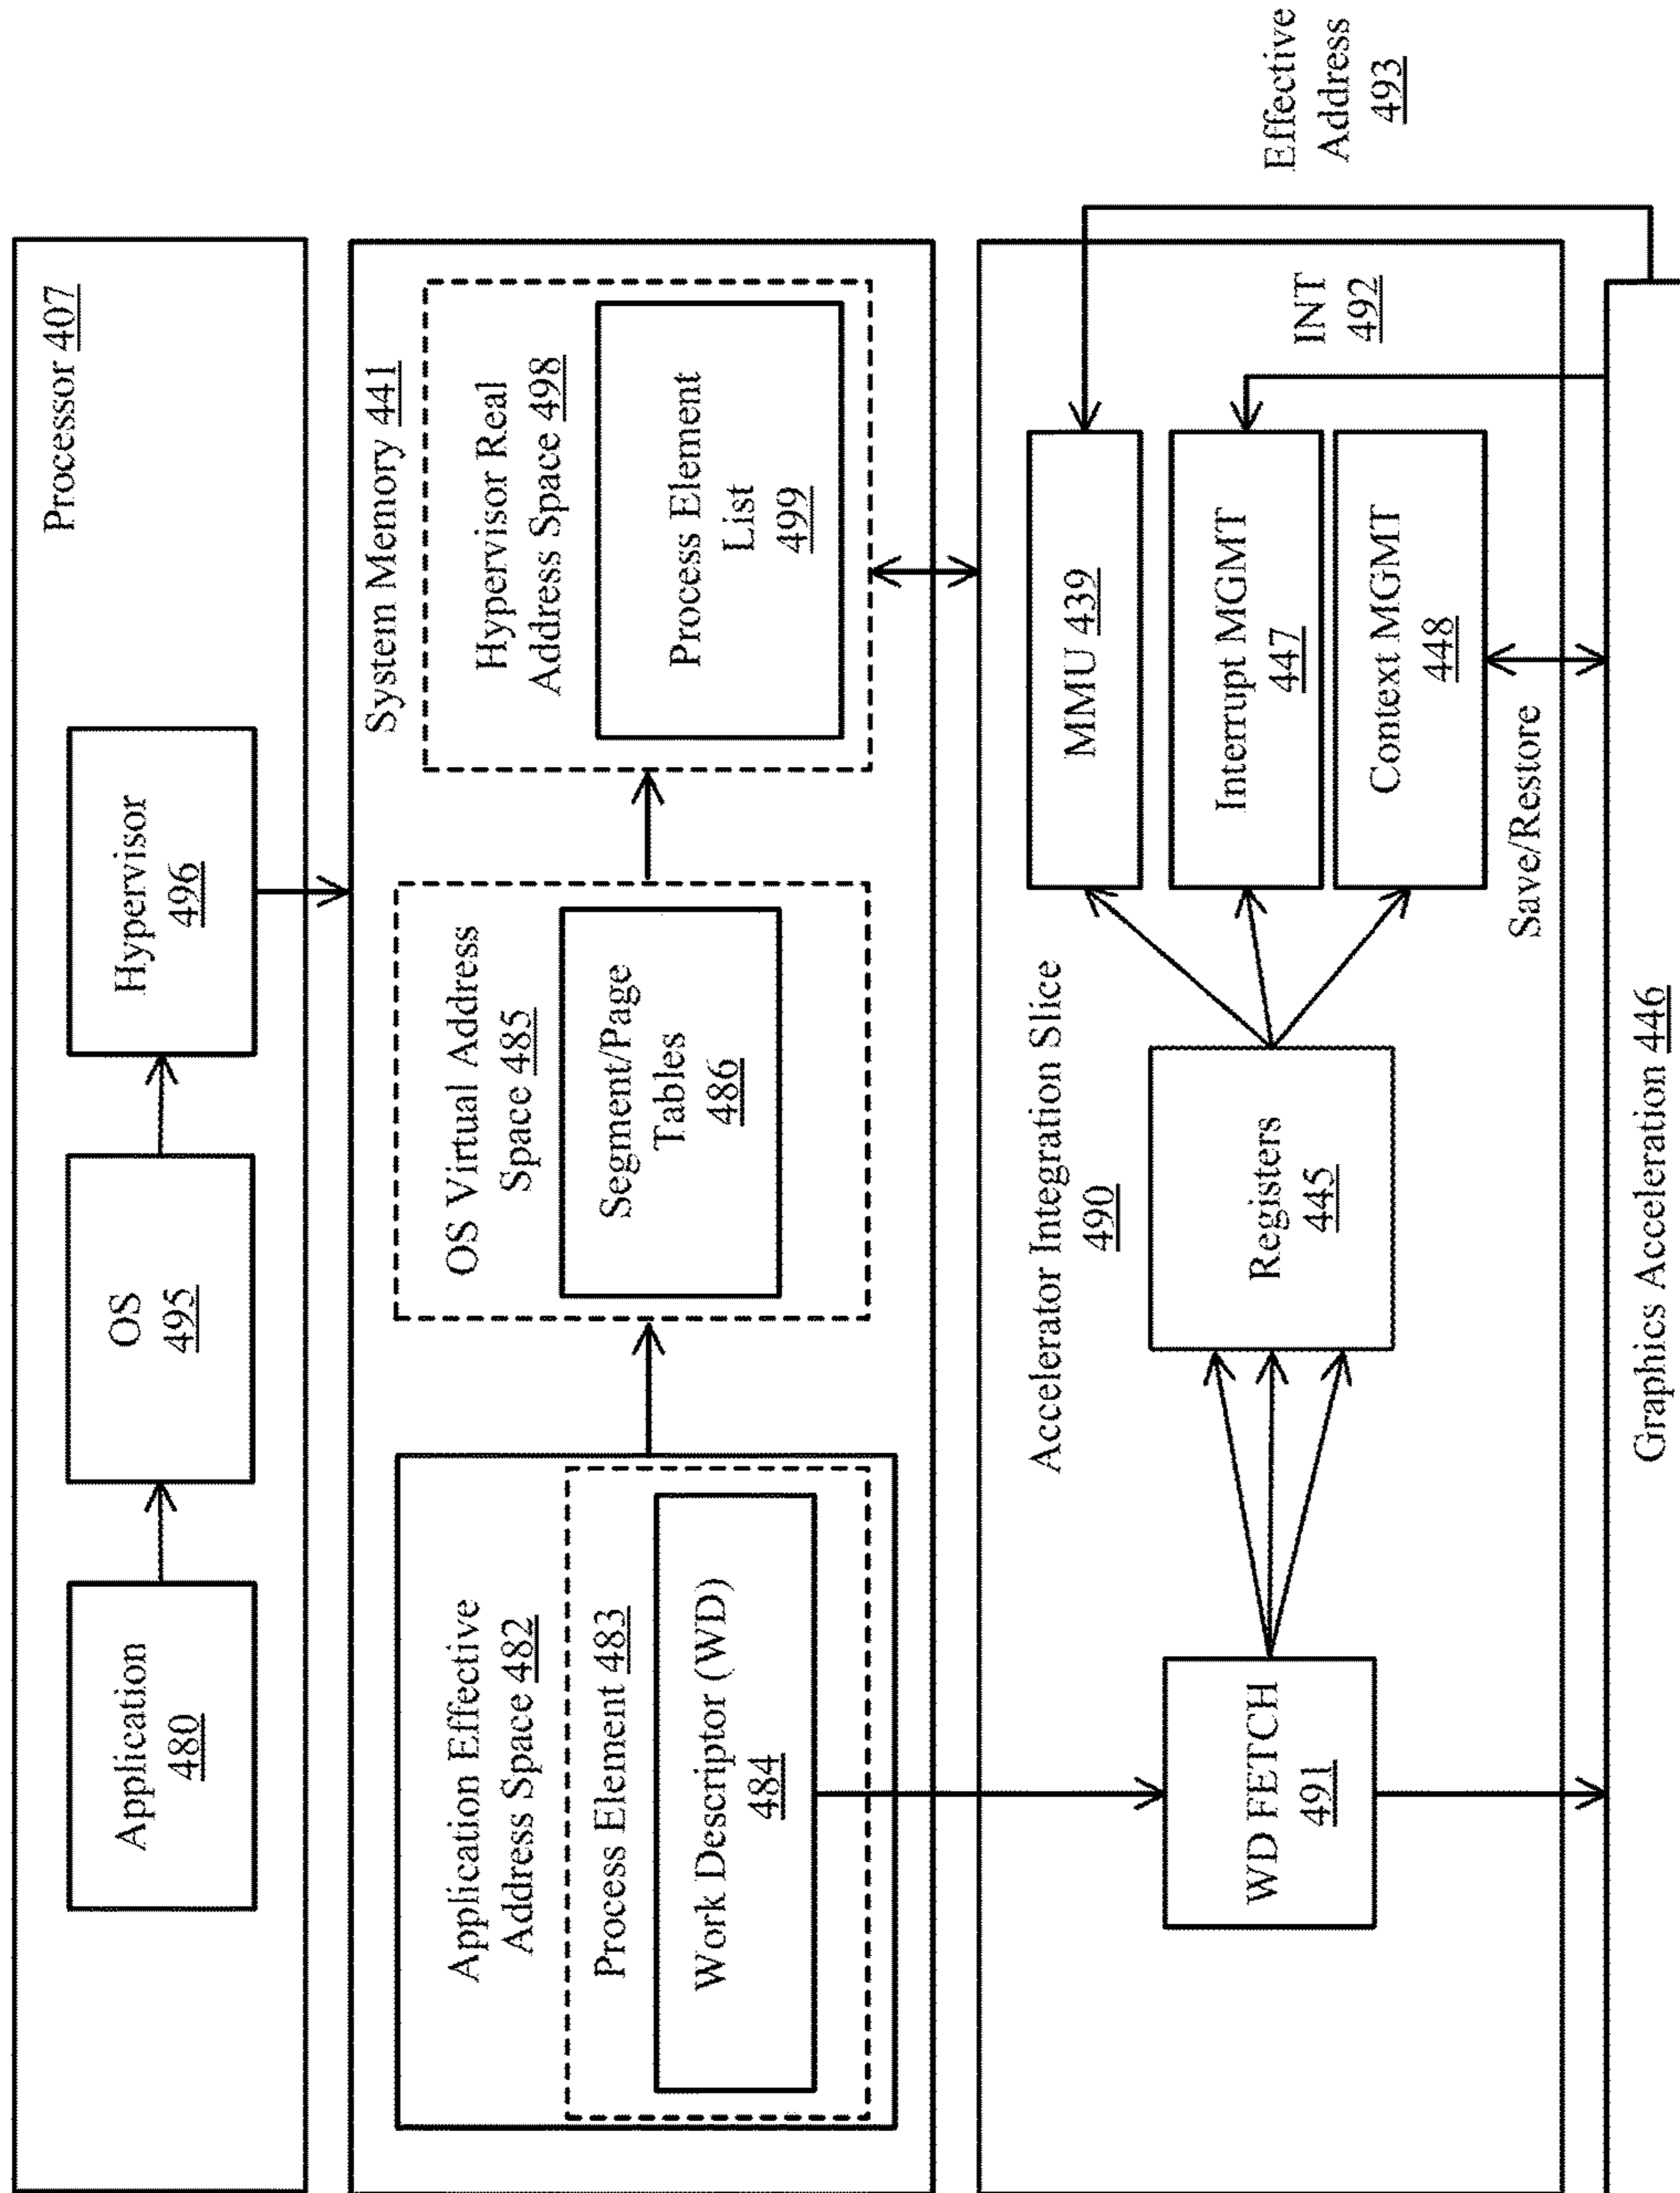 Processor 407
Application
480
OS
495
Hypervisor
496
System Memory 441
Application Effective
Address Space 482
Process Element 483
Work Descriptor (WD)
484
OS Virtual Address
Space 485
Segment/Page
Tables
486
Hypervisor Real
Address Space 498
Process Element
List
499
Accelerator Integration Slice
490
WD FETCH
491
Registers
445
MMU 439
Interrupt MGMT
447
Context MGMT
448
INT
492
Save/Restore
Effective
Address
493
Graphics Acceleration 446